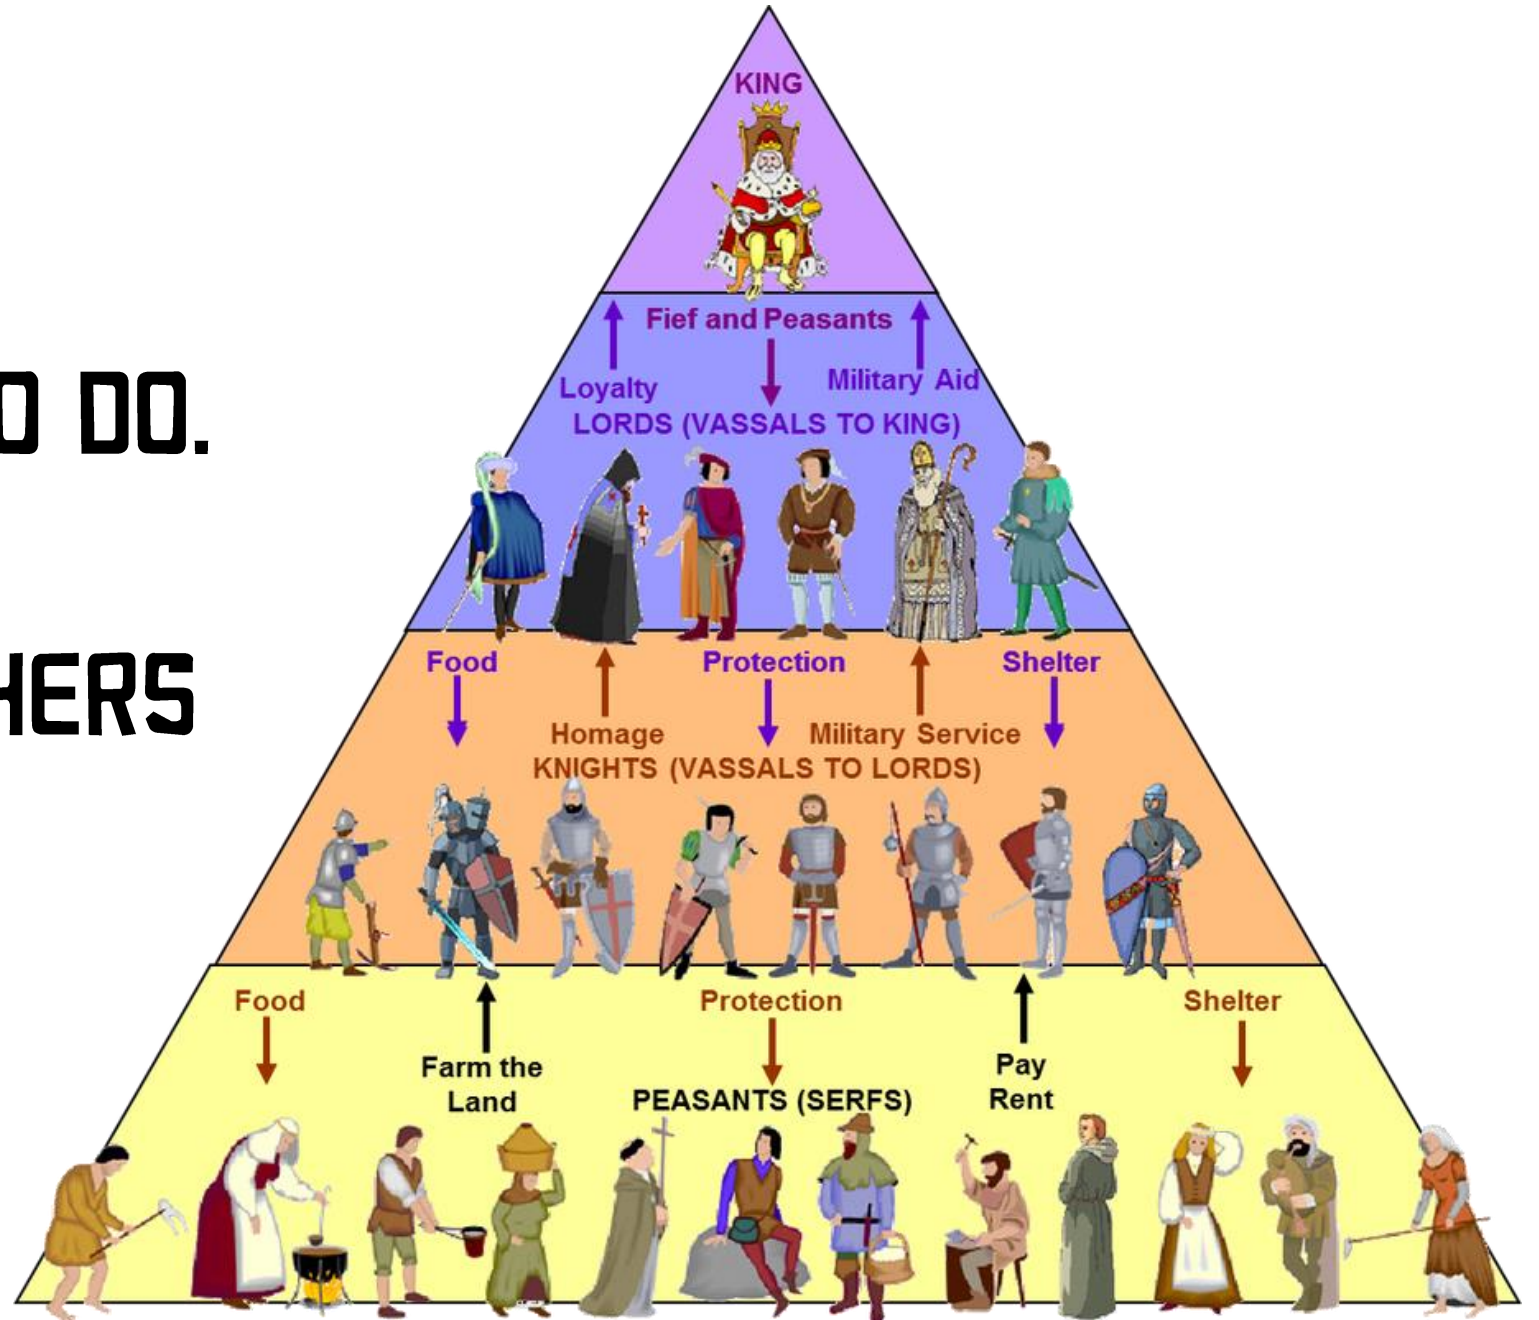 KING
Fief and Peasants
Loyalty
Military Aid
LORDS (VASSALS TO KING)
O DO.
HERS
Food
Protection
Shelter
Homage
Military Service
KNIGHTS (VASSALS TO LORDS)
Food
Protection
Shelter
Farm the
Land
Pay
Rent
PEASANTS (SERFS)